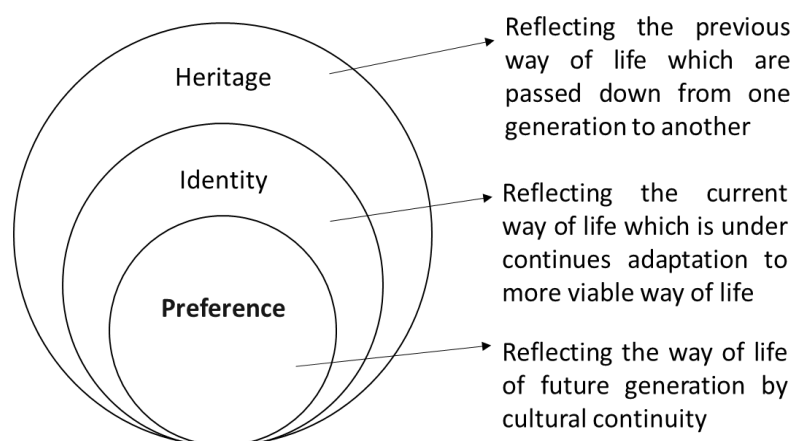 Heritage
Identity
Preference
Reflecting the previous
way of life which are
passed down from one
generation to another
Reflecting the current
way of life which is under
continues adaptation to
more viable way of life
Reflecting the way of life
of future generation by
cultural continuity